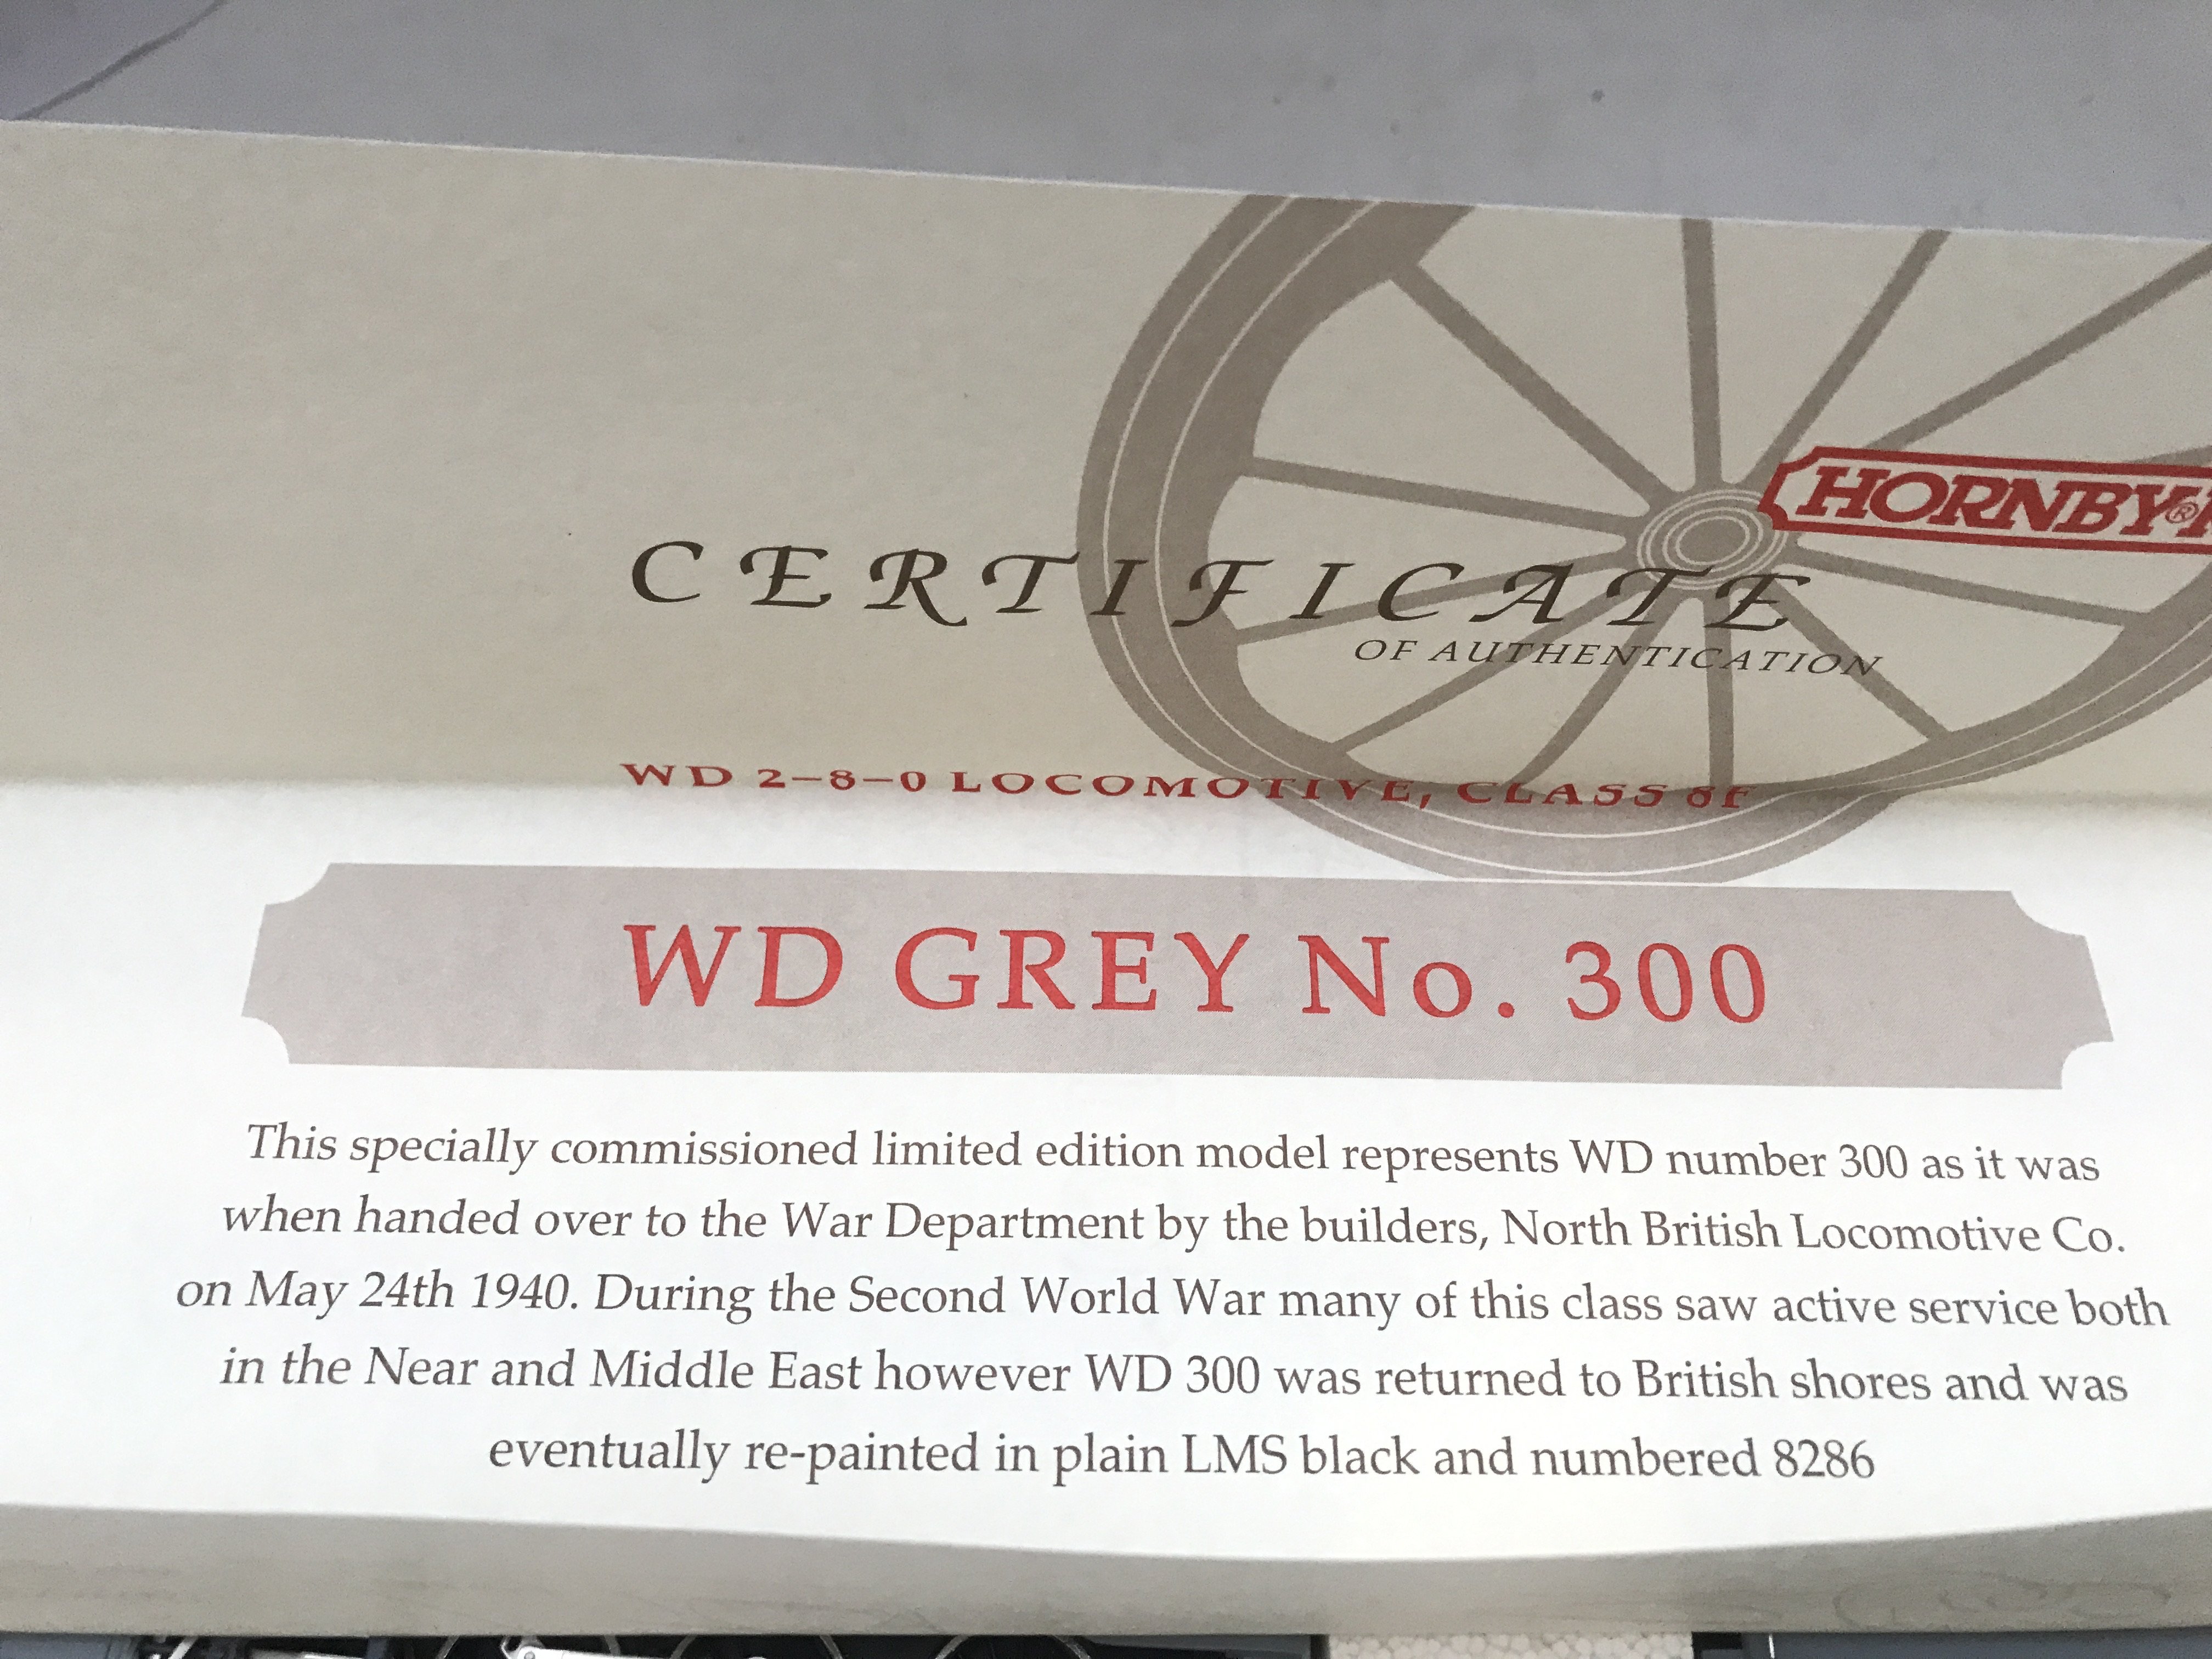 HORNBY®
CERTIFICATE
OF AUTHENTICATION
WD 2-8-0 LOCOMOTIVE, CLASS 8F
WD GREY No. 300
This specially commissioned limited edition model represents WD number 300 as it was
when handed over to the War Department by the builders, North British Locomotive Co.
on May 24th 1940. During the Second World War many of this class saw active service both
in the Near and Middle East however WD 300 was returned to British shores and was
eventually re-painted in plain LMS black and numbered 8286